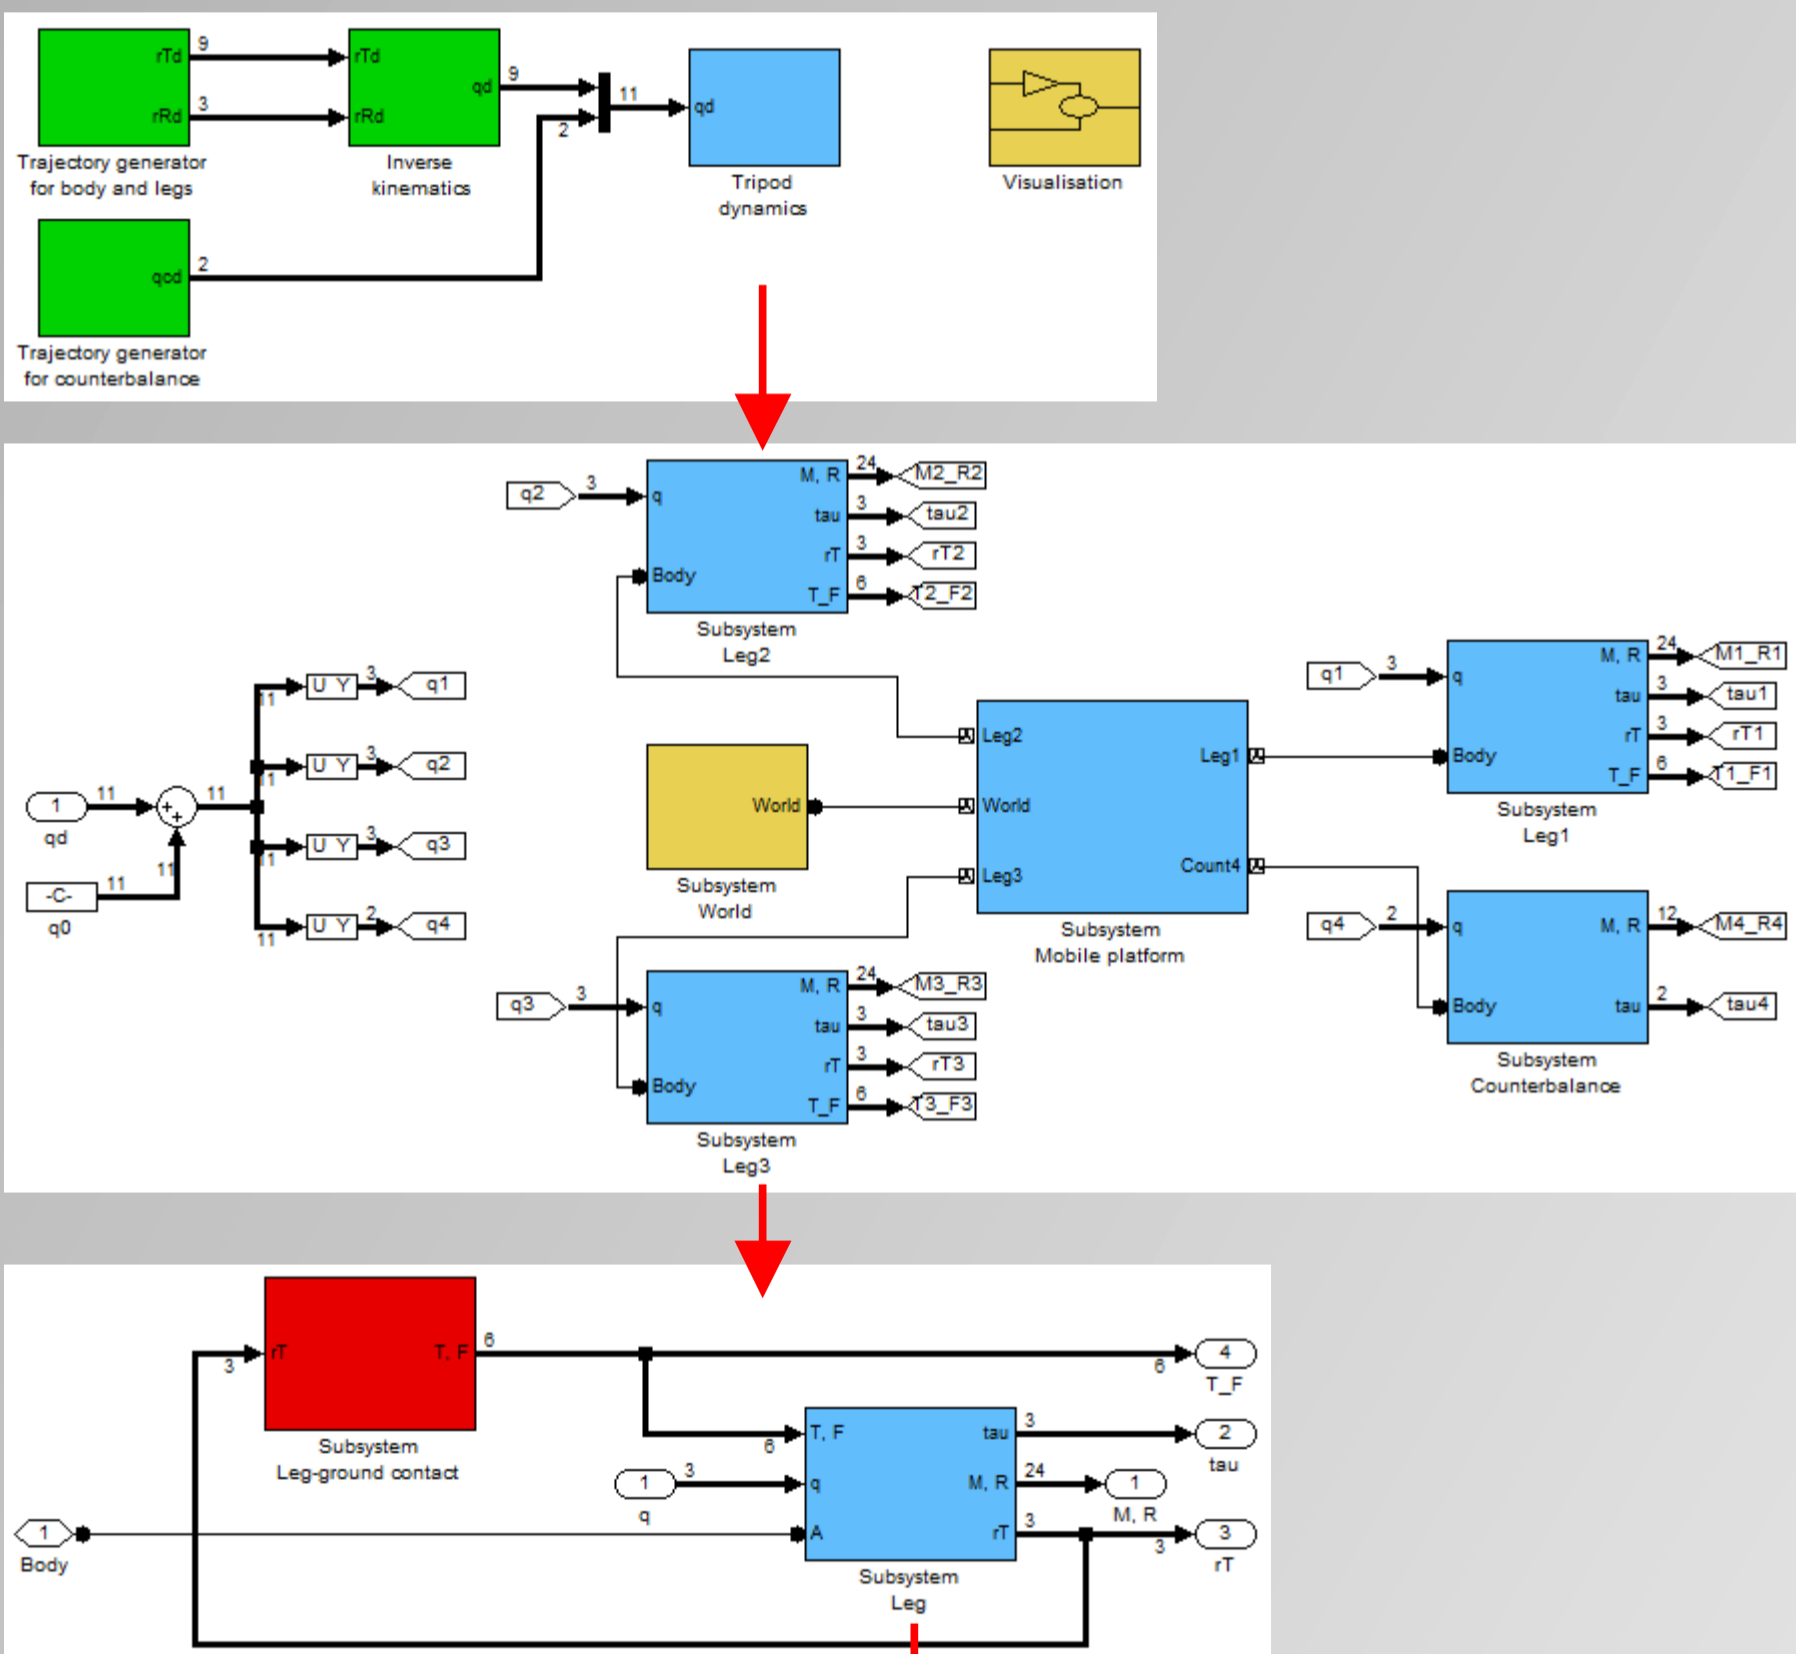 rTd
9
rTd
qd
9
11
qd
rRd
3
rRd
2
Trajectory generator
for body and legs
Inverse
kinematics
Tripod
dynamics
Visualisation
qcd
2
Trajectory generator
for counterbalance
q2
3
q
M, R
24
M2_R2
tau
3
tau2
rT
3
rT2
Body
T_F
6
T2_F2
Subsystem
Leg2
1
qd
11
+
+
11
-C-
q0
11
11
11
U Y
3
q1
11
U Y
3
q2
11
U Y
3
q3
11
U Y
2
q4
World
Subsystem
World
Leg2
World
Leg3
Leg1
Count4
Subsystem
Mobile platform
q1
3
q
Body
M, R
24
M1_R1
tau
3
tau1
rT
3
rT1
T_F
6
T1_F1
Subsystem
Leg1
q4
2
q
Body
M, R
12
M4_R4
tau
2
tau4
Subsystem
Counterbalance
q3
3
q
Body
M, R
24
M3_R3
tau
3
tau3
rT
3
rT3
T_F
6
T3_F3
Subsystem
Leg3
3
rT
T, F
6
6
4
T_F
Subsystem
Leg-ground contact
6
T, F
tau
3
2
tau
1
q
3
q
M, R
24
1
M, R
1
Body
A
rT
3
3
3
rT
Subsystem
Leg